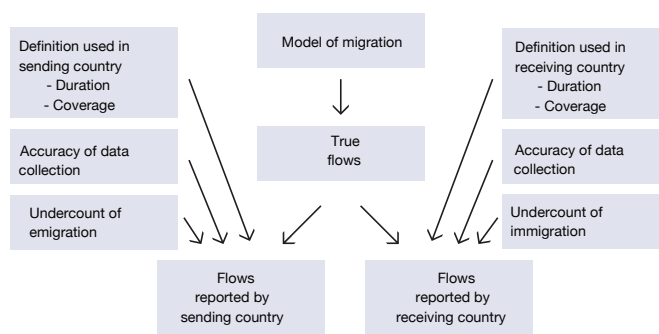 Definition used in
sending country
- Duration
- Coverage
Accuracy of data
collection
Undercount of
emigration
Model of migration
True
flows
Definition used in
receiving country
- Duration
- Coverage
Accuracy of data
collection
Undercount of
immigration
Flows
reported by
sending country
Flows
reported by
receiving country